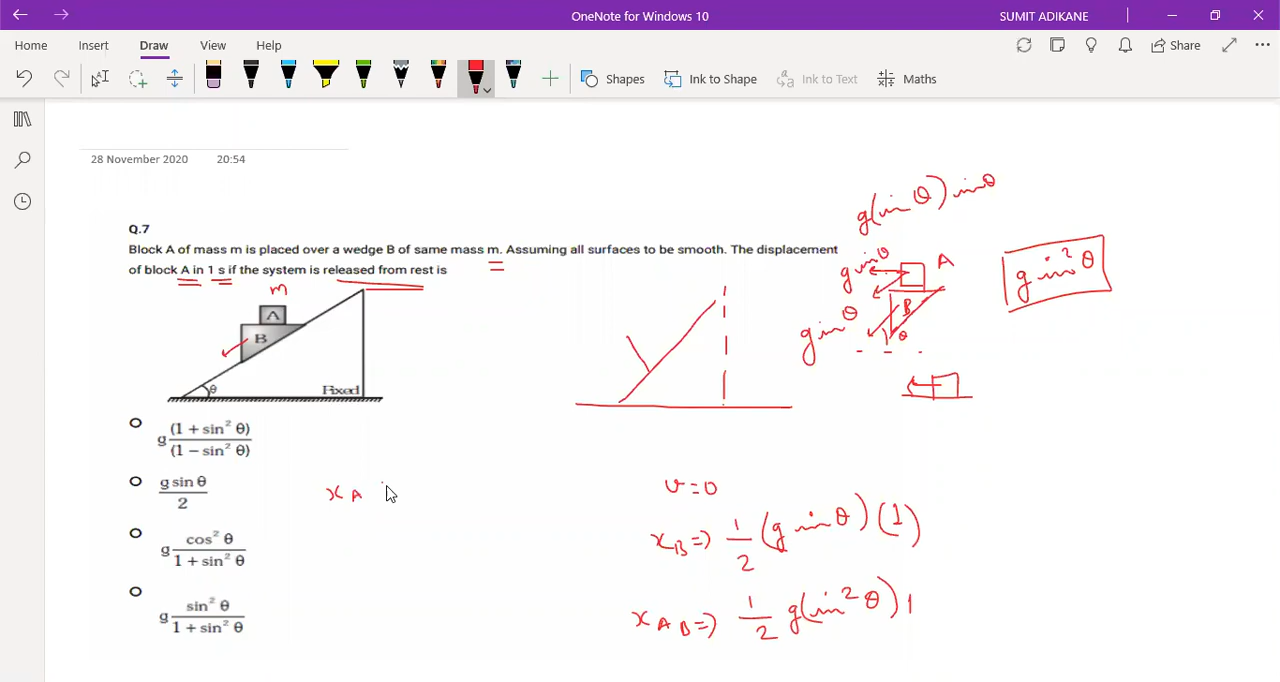 OneNote for Windows 10
SUMIT ADIKANE
Home Insert Draw View Help
Share
Shapes
Ink to Shape
Ink to Text
Maths
28 November 2020 20:54
Q.7
Block A of mass m is placed over a wedge B of same mass m. Assuming all surfaces to be smooth. The displacement
of block A in 1 s if the system is released from rest is
m
A
B
θ
Fixed
g (1 + sin² θ) / (1 − sin² θ)
g sin θ / 2
g cos² θ / 1 + sin² θ
g sin² θ / 1 + sin² θ
x A
g(sin θ) sin θ
g sin θ
A
B
g sin θ
θ
g sin² θ
v = 0
x B ⇒ 1/2 (g sin θ) (1)
x A B ⇒ 1/2 g(sin² θ) 1